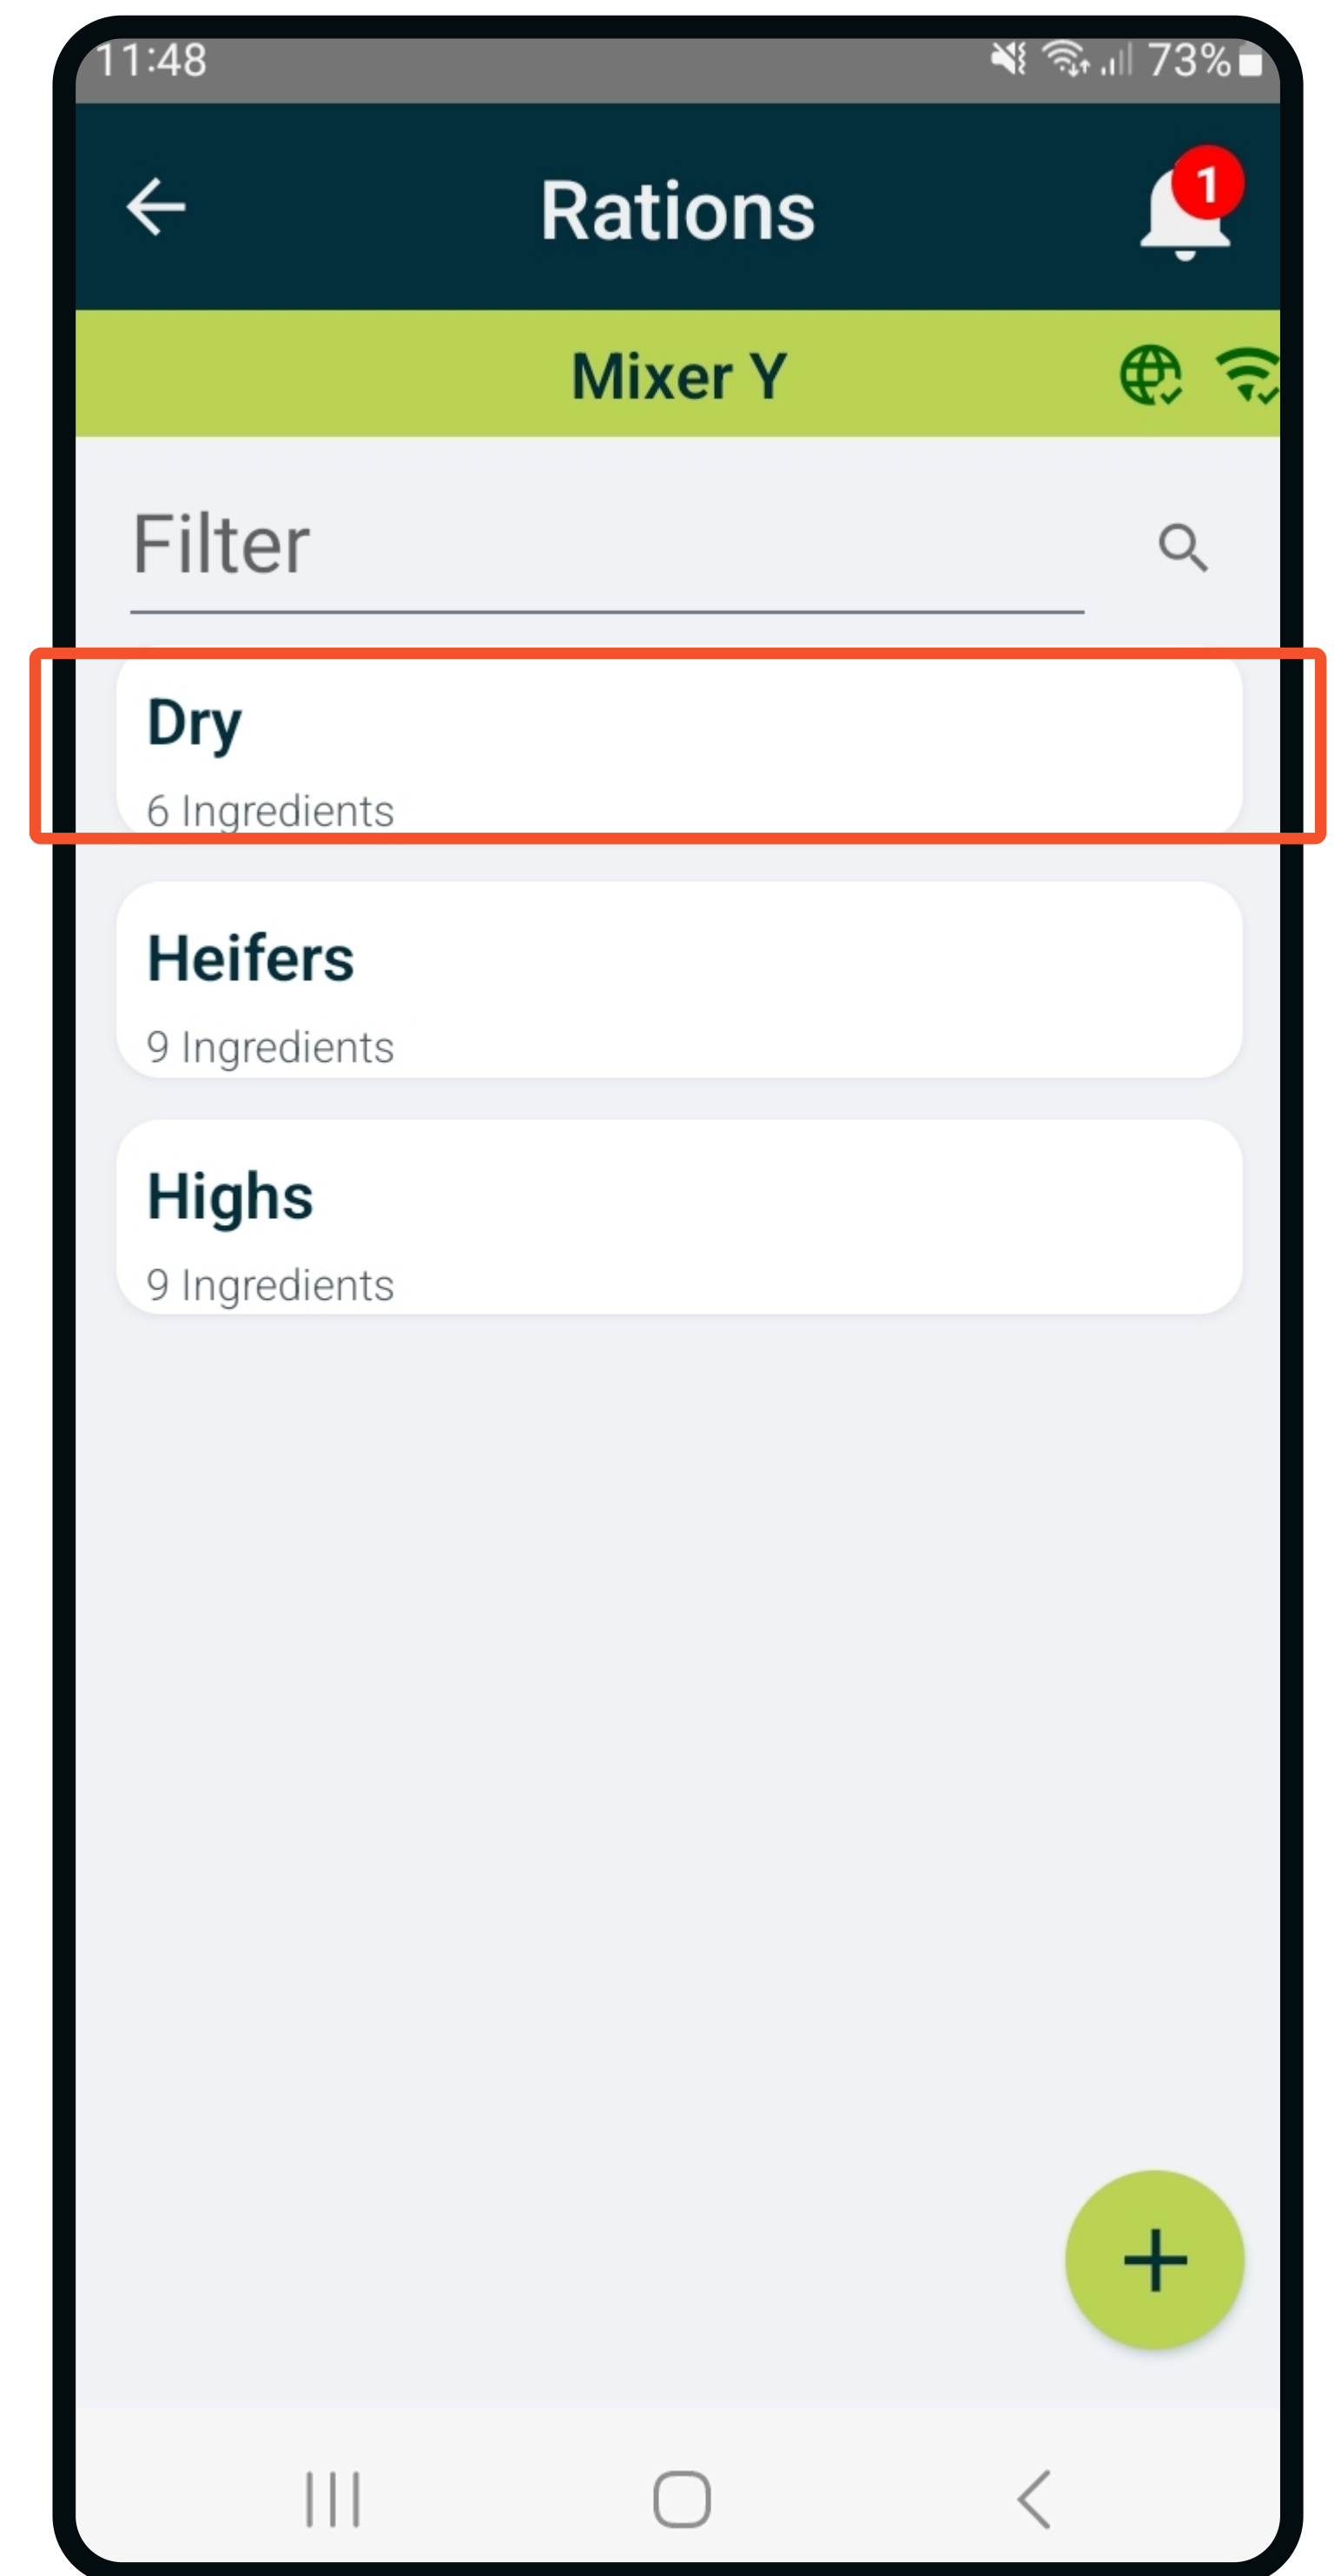 11:48 73%
Rations 1
Mixer Y
Filter
Dry
6 Ingredients
Heifers
9 Ingredients
Highs
9 Ingredients